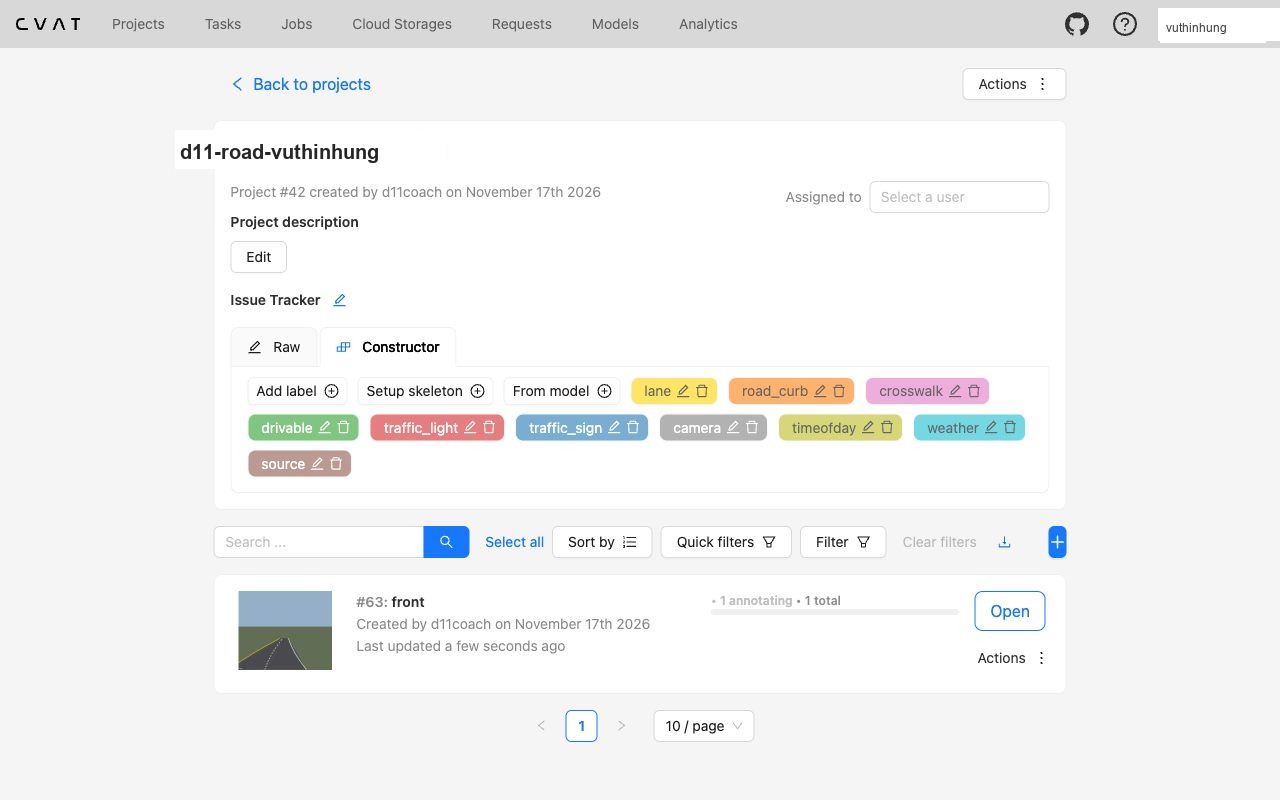 CVAT Projects Tasks Jobs Cloud Storages Requests Models Analytics vuthinhung
Back to projects Actions
d11-road-vuthinhung
Project #42 created by d11coach on November 17th 2026
Assigned to Select a user
Project description
Edit
Issue Tracker
Raw Constructor
Add label Setup skeleton From model lane road_curb crosswalk
drivable traffic_light traffic_sign camera timeofday weather
source
Search ... Select all Sort by Quick filters Filter Clear filters
#63: front • 1 annotating • 1 total Open
Created by d11coach on November 17th 2026
Last updated a few seconds ago
Actions
1 10 / page